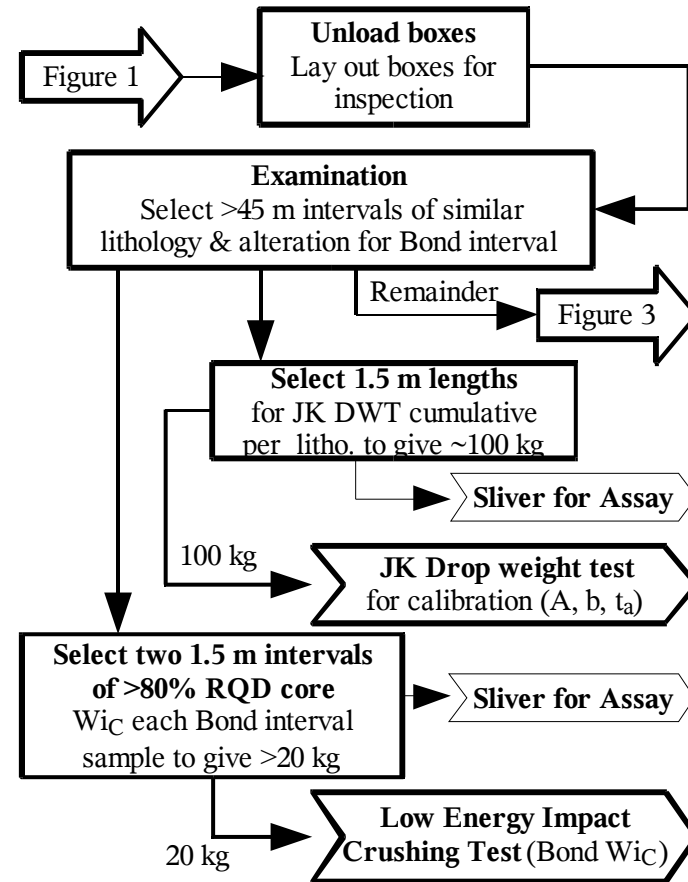 Unload boxes
Lay out boxes for
inspection
Figure 1
Examination
Select >45 m intervals of similar
lithology & alteration for Bond interval
Remainder
Figure 3
Select 1.5 m lengths
for JK DWT cumulative
per litho. to give ~100 kg
Sliver for Assay
100 kg
JK Drop weight test
for calibration (A, b, ta)
Select two 1.5 m intervals
of >80% RQD core
WiC each Bond interval
sample to give >20 kg
Sliver for Assay
20 kg
Low Energy Impact
Crushing Test (Bond WiC)